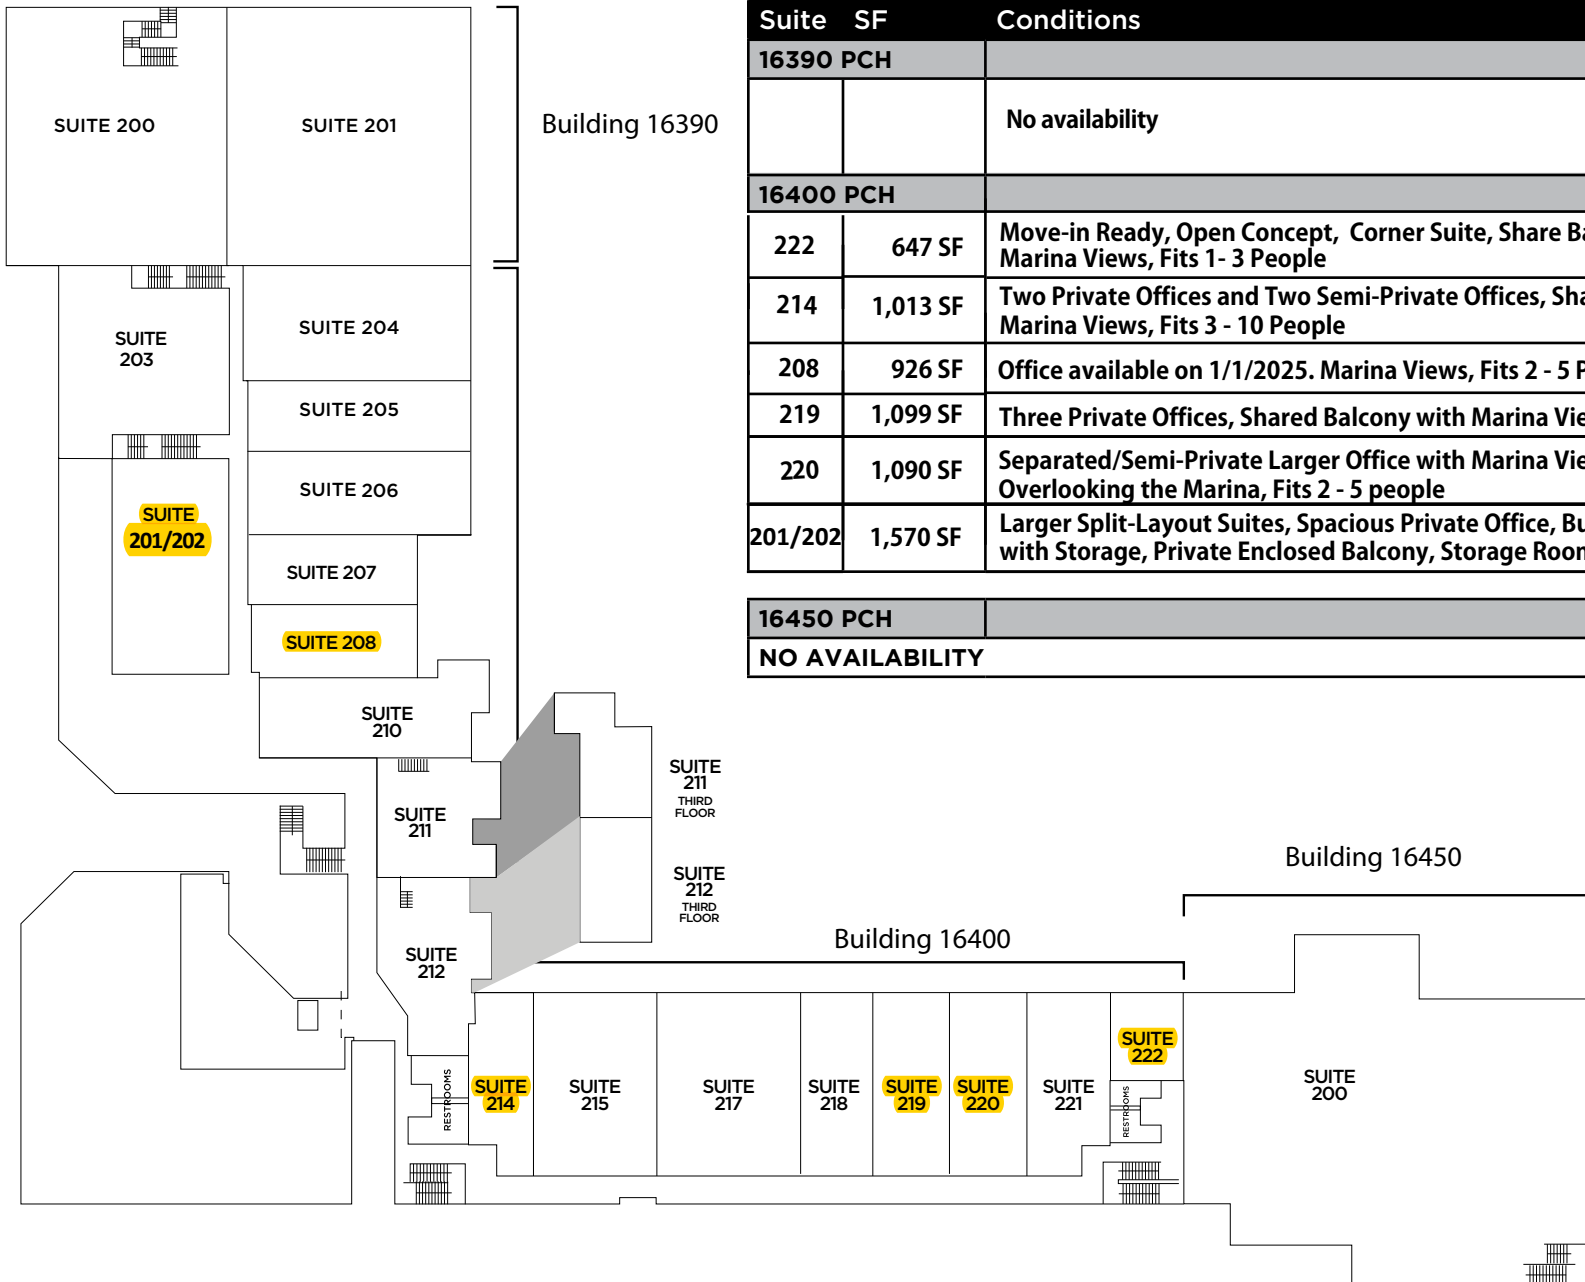 Suite SF Conditions
16390 PCH
No availability
16400 PCH
222 647 SF Move-in Ready, Open Concept, Corner Suite, Share
Marina Views, Fits 1- 3 People
214 1,013 SF Two Private Offices and Two Semi-Private Offices,
Marina Views, Fits 3 - 10 People
208 926 SF Office available on 1/1/2025. Marina Views, Fits 2 - 5
219 1,099 SF Three Private Offices, Shared Balcony with Marina
220 1,090 SF Separated/Semi-Private Larger Office with Marina
Overlooking the Marina, Fits 2 - 5 people
201/202 1,570 SF Larger Split-Layout Suites, Spacious Private Office,
with Storage, Private Enclosed Balcony, Storage
16450 PCH
NO AVAILABILITY
SUITE 200
SUITE 201
Building 16390
SUITE
203
SUITE 204
SUITE 205
SUITE 206
SUITE
201/202
SUITE 207
SUITE 208
SUITE
210
SUITE
211
SUITE
211
THIRD
FLOOR
SUITE
212
THIRD
FLOOR
SUITE
212
Building 16400
Building 16450
RESTROOMS
SUITE
214
SUITE
215
SUITE
217
SUITE
218
SUITE
219
SUITE
220
SUITE
221
SUITE
222
RESTROOMS
SUITE
200